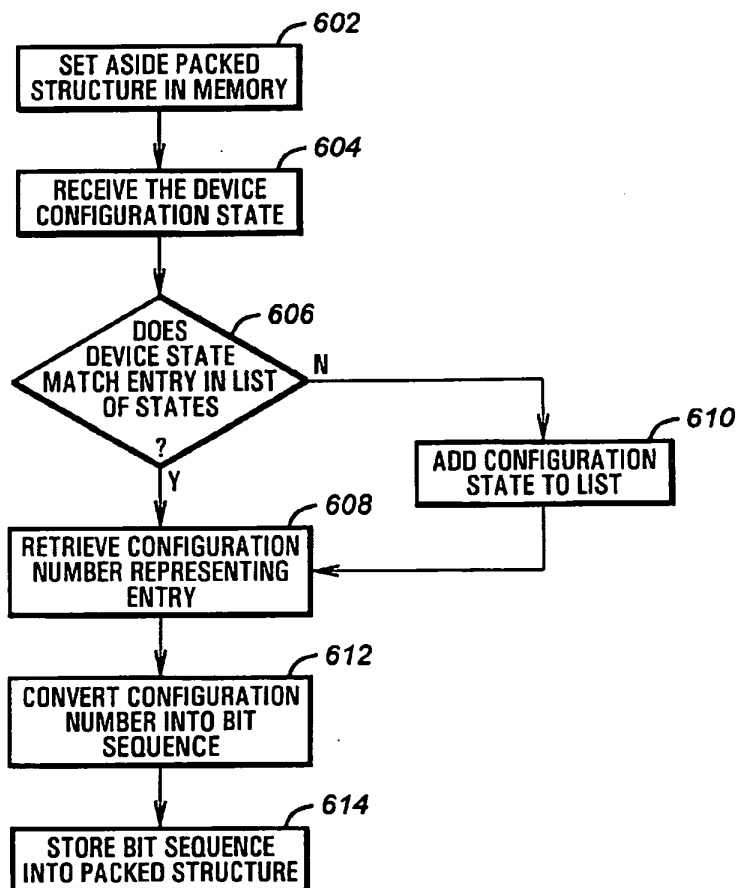 602
SET ASIDE PACKED
STRUCTURE IN MEMORY
604
RECEIVE THE DEVICE
CONFIGURATION STATE
606
DOES
DEVICE STATE
MATCH ENTRY IN LIST
OF STATES
?
N
Y
610
ADD CONFIGURATION
STATE TO LIST
608
RETRIEVE CONFIGURATION
NUMBER REPRESENTING
ENTRY
612
CONVERT CONFIGURATION
NUMBER INTO BIT
SEQUENCE
614
STORE BIT SEQUENCE
INTO PACKED STRUCTURE